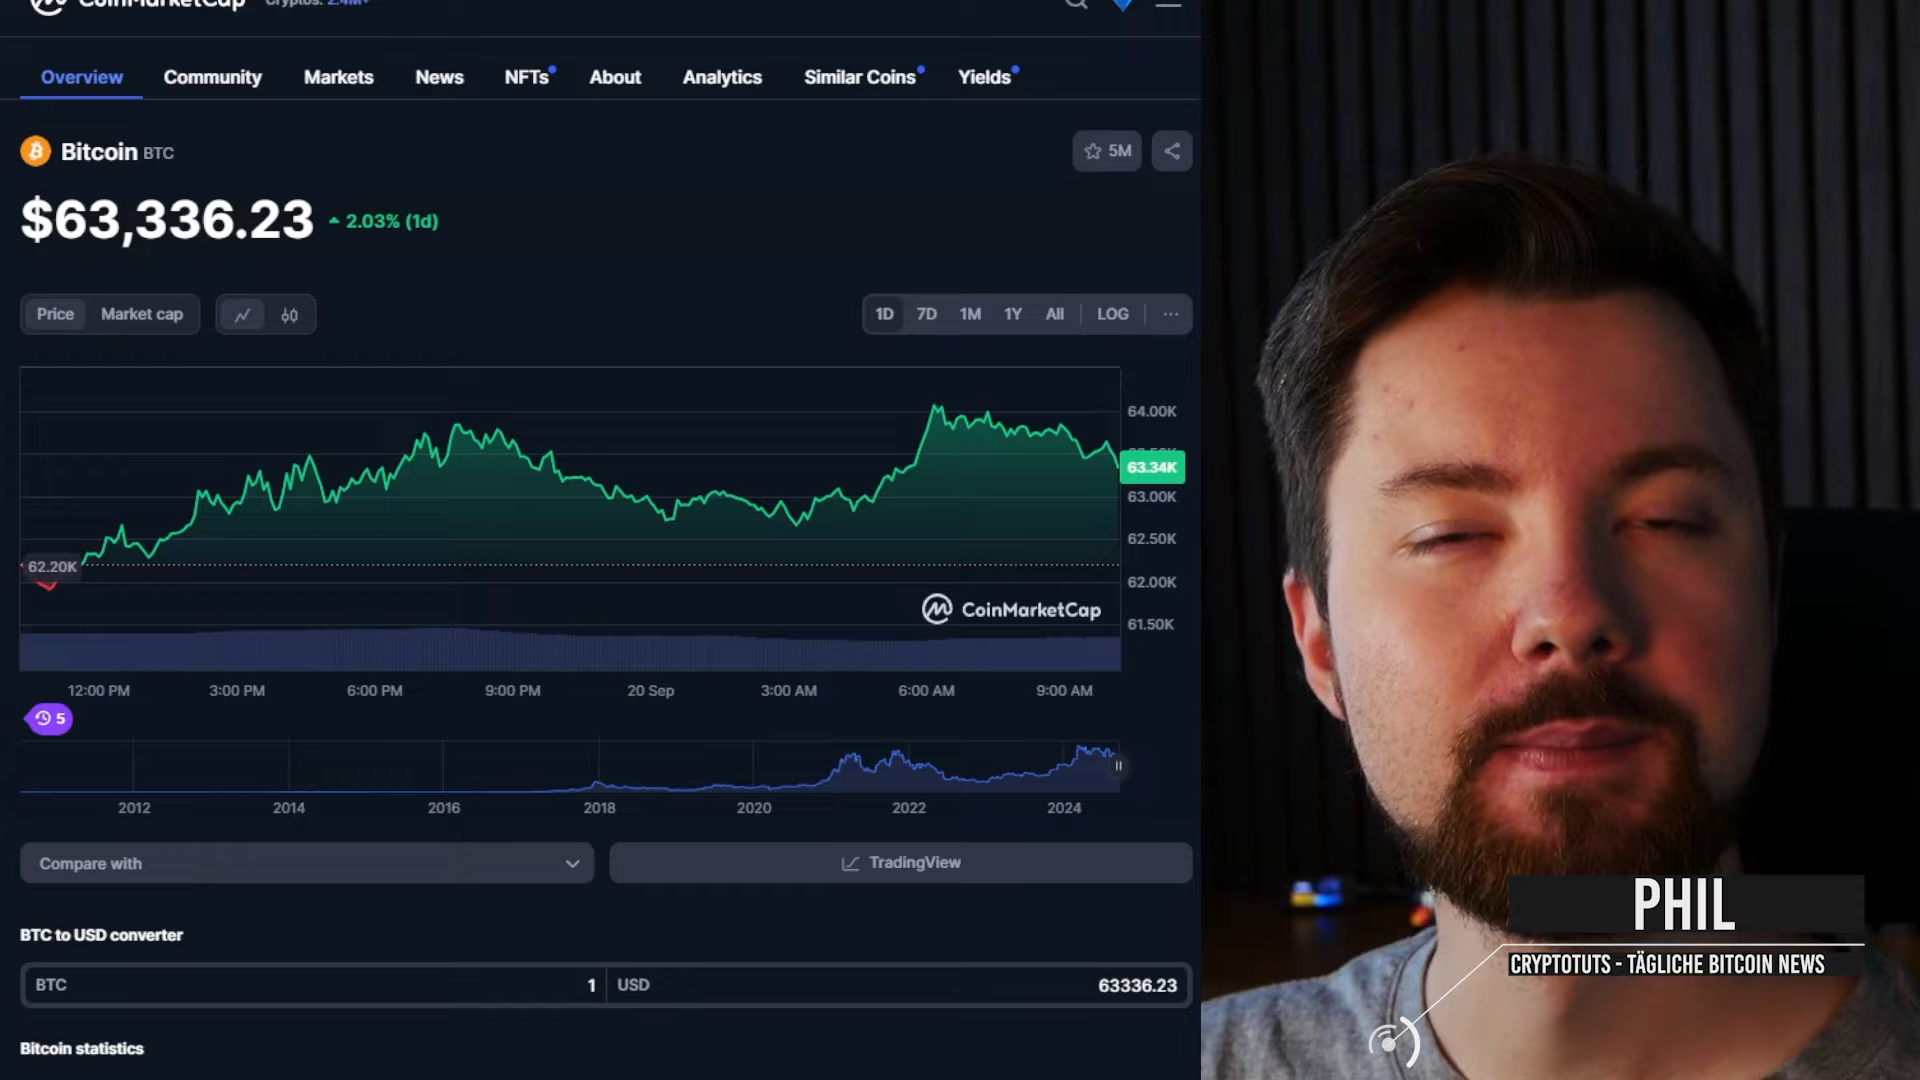 CoinMarketCap Cryptos: 2.4M+
Overview Community Markets News NFTs About Analytics Similar Coins Yields
Bitcoin BTC
5M
$63,336.23 2.03% (1d)
Price Market cap
1D 7D 1M 1Y All LOG ...
64.00K
63.34K
63.00K
62.50K
62.20K
62.00K
CoinMarketCap
61.50K
12:00 PM 3:00 PM 6:00 PM 9:00 PM 20 Sep 3:00 AM 6:00 AM 9:00 AM
5
2012 2014 2016 2018 2020 2022 2024
Compare with
TradingView
BTC to USD converter
BTC 1 USD 63336.23
Bitcoin statistics
PHIL
CRYPTOTUTS - TÄGLICHE BITCOIN NEWS